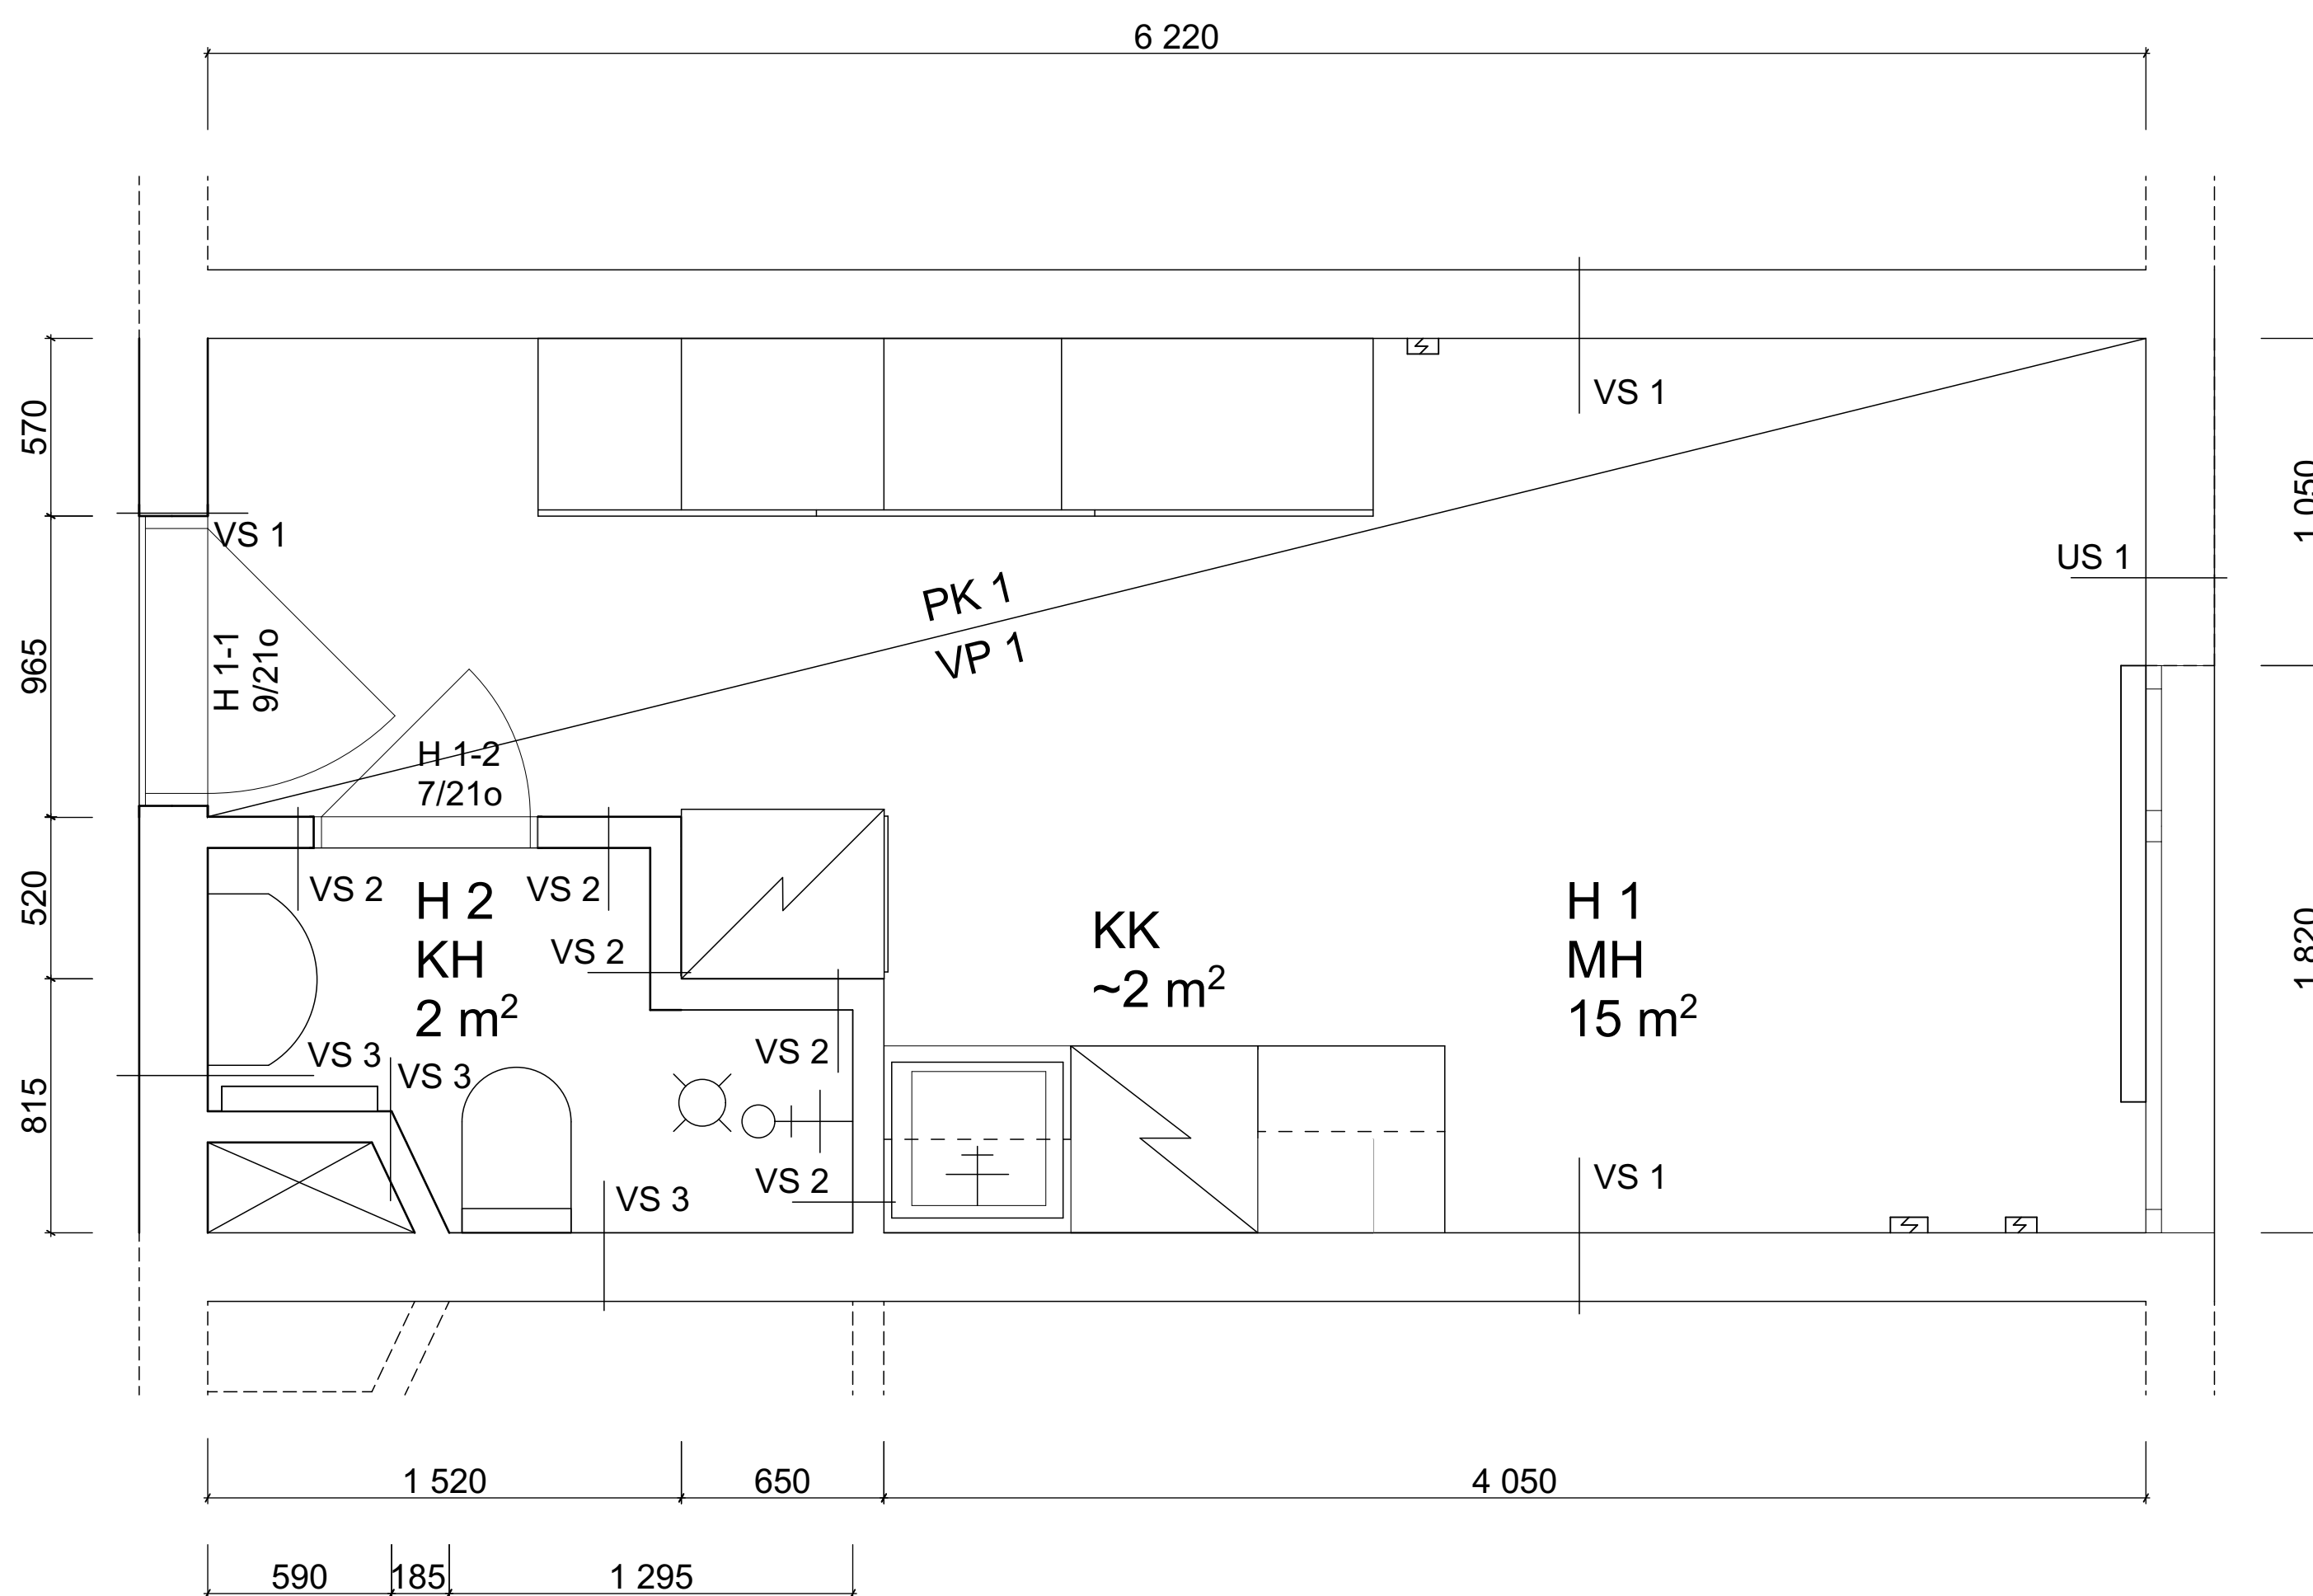 6 220
570
965
520
815
VS 1
VS 1
1 050
US 1
H 1-1
9/21o
PK 1
VP 1
H 1-2
7/21o
VS 2
H 2
KH
2 m²
VS 2
VS 2
KK
~2 m²
H 1
MH
15 m²
1 820
VS 3
VS 3
VS 2
VS 2
VS 3
VS 1
1 520
650
4 050
590
185
1 295